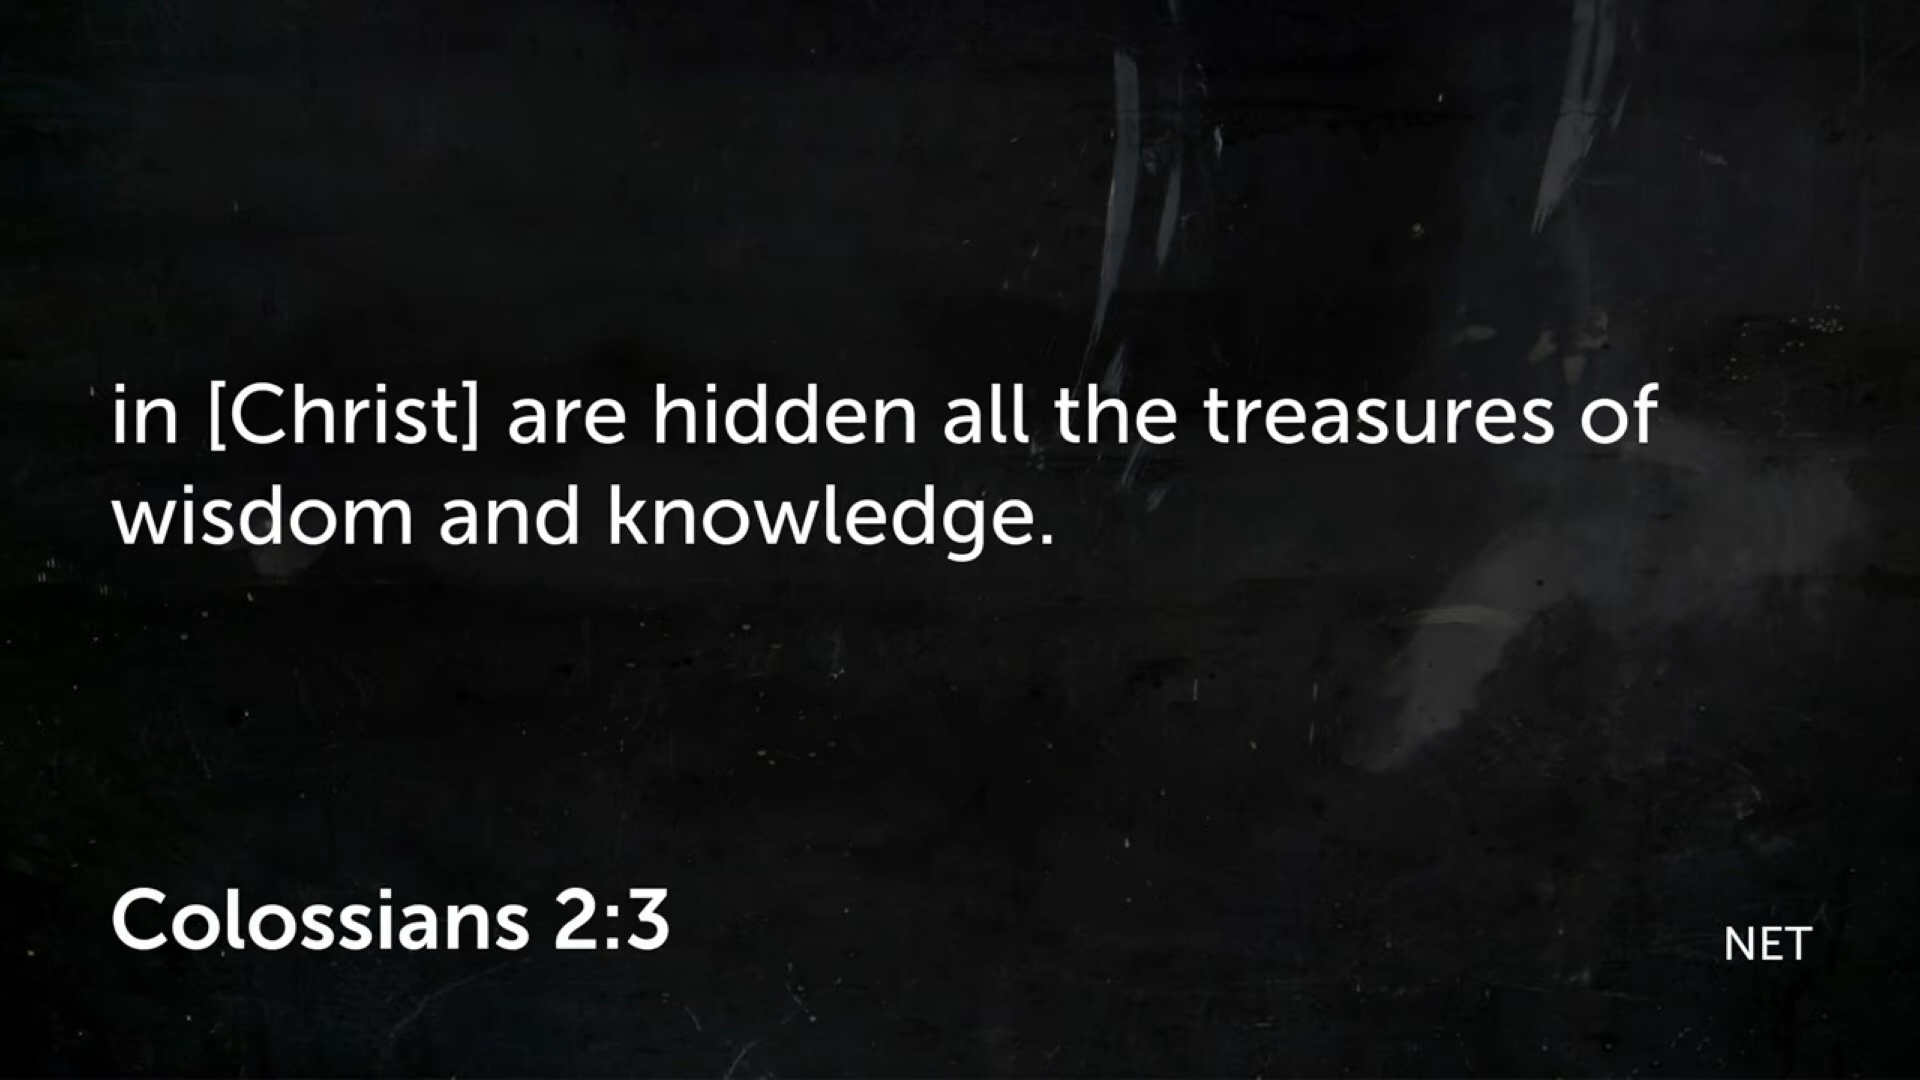 in [Christ] are hidden all the treasures of
wisdom and knowledge.
Colossians 2:3
NET